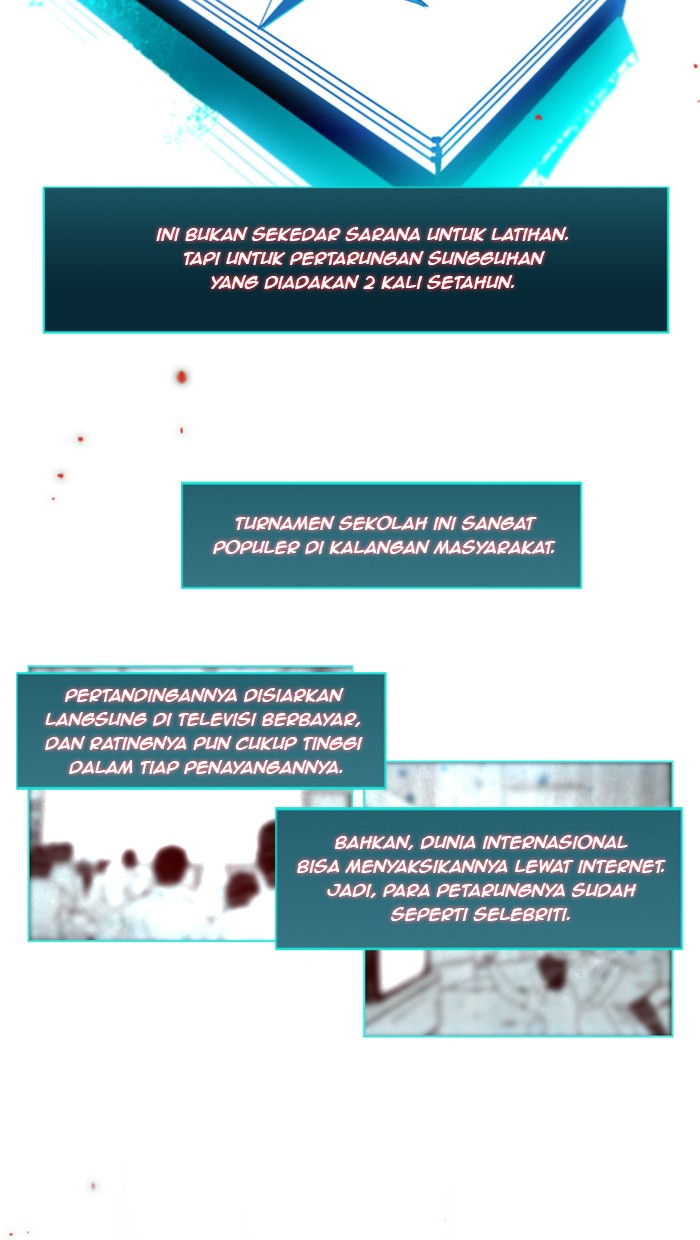 INI BUKAN SEKEDAR SARANA UNTUK LATIHAN.
TAPI UNTUK PERTARUNGAN SUNGGUHAN
YANG DIADAKAN 2 KALI SETAHUN.
TURNAMEN SEKOLAH INI SANGAT
POPULER DI KALANGAN MASYARAKAT.
PERTANDINGANNYA DISIARKAN
LANGSUNG DI TELEVISI BERBAYAR,
DAN RATINGNYA PUN CUKUP TINGGI
DALAM TIAP PENAYANGANNYA.
BAHKAN, DUNIA INTERNASIONAL
BISA MENYAKSIKANNYA LEWAT INTERNET.
JADI, PARA PETARUNGNYA SUDAH
SEPERTI SELEBRITI.